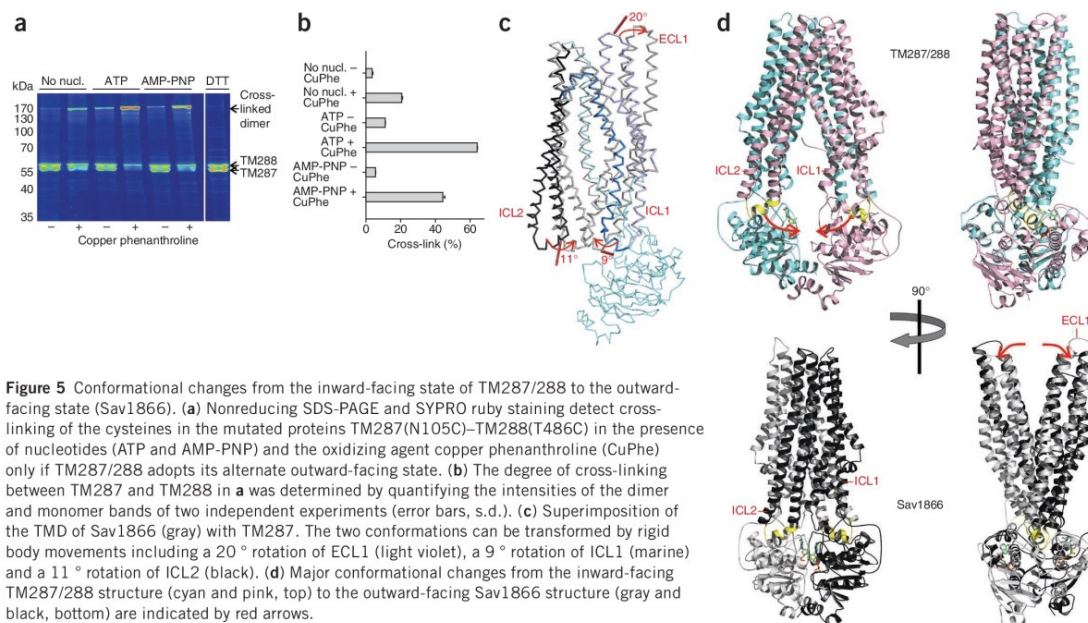 a
No nucl. ATP AMP-PNP DTT
kDa
170
130
100
70
55
40
35
Cross-
linked
dimer
TM288
TM287
– + – + – +
Copper phenanthroline
b
No nucl. –
CuPhe
No nucl. +
CuPhe
ATP –
CuPhe
ATP +
CuPhe
AMP-PNP –
CuPhe
AMP-PNP +
CuPhe
0 20 40 60
Cross-link (%)
c
20°
ECL1
ICL2
ICL1
11° 9°
d
TM287/288
ICL2
ICL1
90°
ECL1
ICL1
ICL2
Sav1866
Figure 5 Conformational changes from the inward-facing state of TM287/288 to the outward-
facing state (Sav1866). (a) Nonreducing SDS-PAGE and SYPRO ruby staining detect cross-
linking of the cysteines in the mutated proteins TM287(N105C)–TM288(T486C) in the presence
of nucleotides (ATP and AMP-PNP) and the oxidizing agent copper phenanthroline (CuPhe)
only if TM287/288 adopts its alternate outward-facing state. (b) The degree of cross-linking
between TM287 and TM288 in a was determined by quantifying the intensities of the dimer
and monomer bands of two independent experiments (error bars, s.d.). (c) Superimposition of
the TMD of Sav1866 (gray) with TM287. The two conformations can be transformed by rigid
body movements including a 20 ° rotation of ECL1 (light violet), a 9 ° rotation of ICL1 (marine)
and a 11 ° rotation of ICL2 (black). (d) Major conformational changes from the inward-facing
TM287/288 structure (cyan and pink, top) to the outward-facing Sav1866 structure (gray and
black, bottom) are indicated by red arrows.